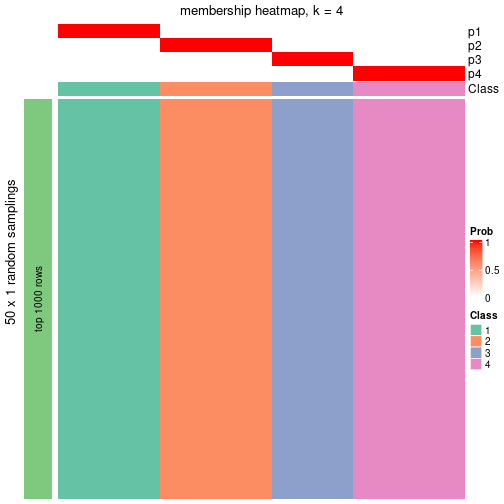 membership heatmap, k = 4
p1
p2
p3
p4
Class
50 x 1 random samplings
top 1000 rows
Prob
1
0.5
0
Class
1
2
3
4